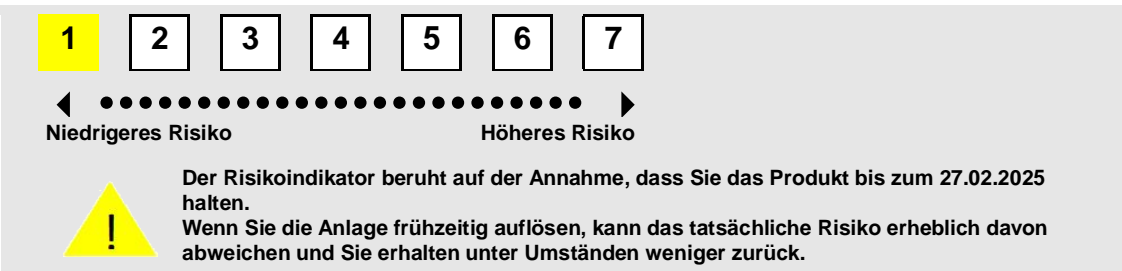 1 2 3 4 5 6 7
Niedrigeres Risiko Höheres Risiko
Der Risikoindikator beruht auf der Annahme, dass Sie das Produkt bis zum 27.02.2025
halten.
Wenn Sie die Anlage frühzeitig auflösen, kann das tatsächliche Risiko erheblich davon
abweichen und Sie erhalten unter Umständen weniger zurück.
!